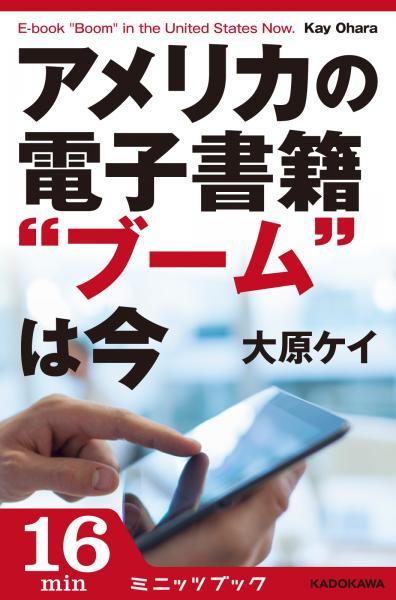 E-book "Boom" in the United States Now. Kay Ohara
アメリカの
電子書籍
“ブーム”
は今
大原ケイ
16
min
ミニッツブック
KADOKAWA